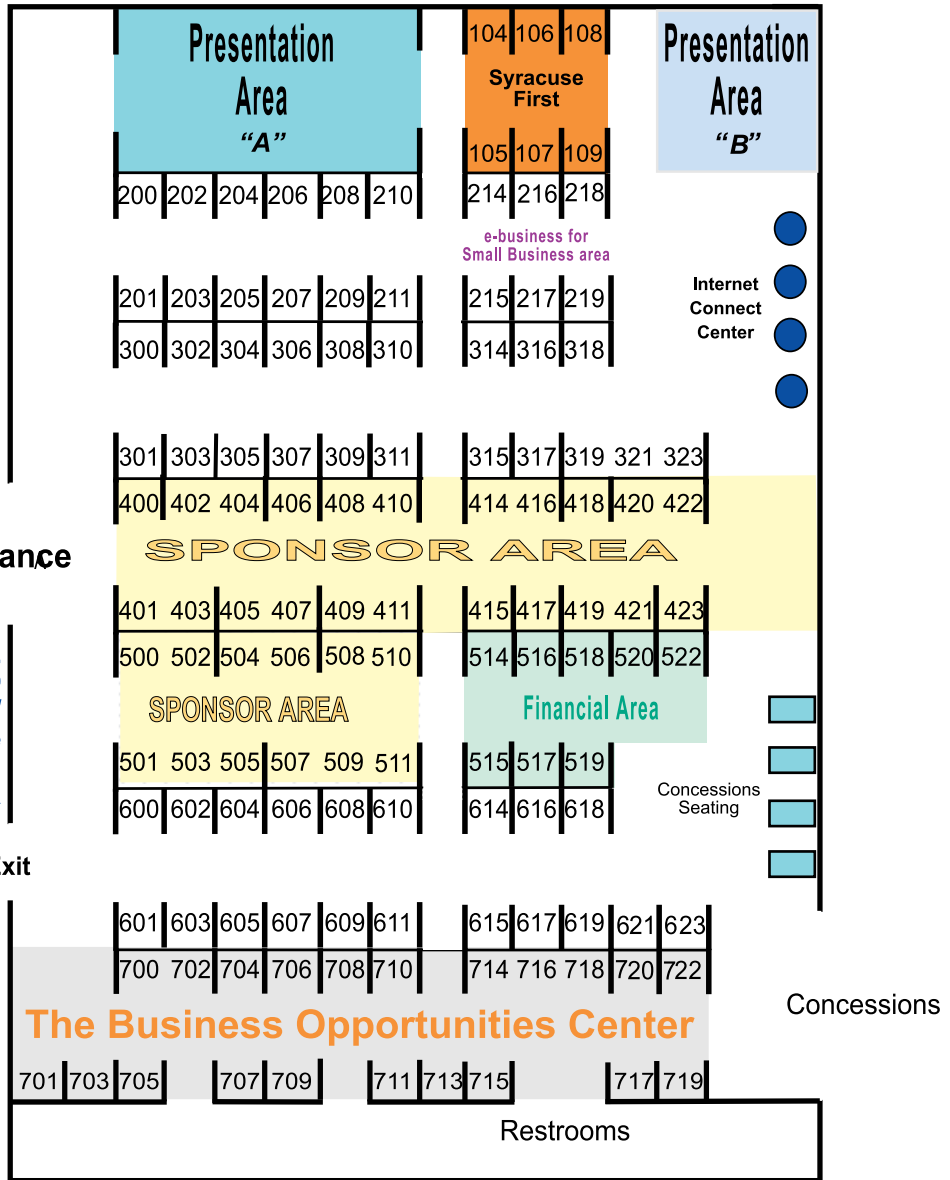 Presentation
Area
“A”
104 106 108
Syracuse
First
105 107 109
Presentation
Area
“B”
200 202 204 206 208 210
214 216 218
e-business for
Small Business area
201 203 205 207 209 211
215 217 219
Internet
Connect
Center
300 302 304 306 308 310
314 316 318
301 303 305 307 309 311
315 317 319 321 323
400 402 404 406 408 410
414 416 418 420 422
ance
SPONSOR AREA
401 403 405 407 409 411
415 417 419 421 423
500 502 504 506 508 510
514 516 518 520 522
SPONSOR AREA
Financial Area
501 503 505 507 509 511
515 517 519
600 602 604 606 608 610
614 616 618
Concessions
Seating
xit
601 603 605 607 609 611
615 617 619 621 623
700 702 704 706 708 710
714 716 718 720 722
The Business Opportunities Center
Concessions
701 703 705 707 709 711 713 715 717 719
Restrooms